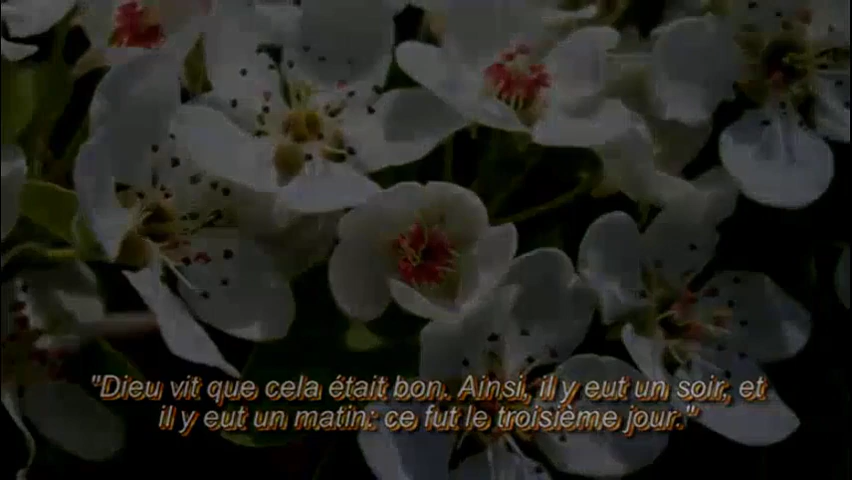 "Dieu vit que cela était bon. Ainsi, il y eut un soir, et
il y eut un matin: ce fut le troisième jour."